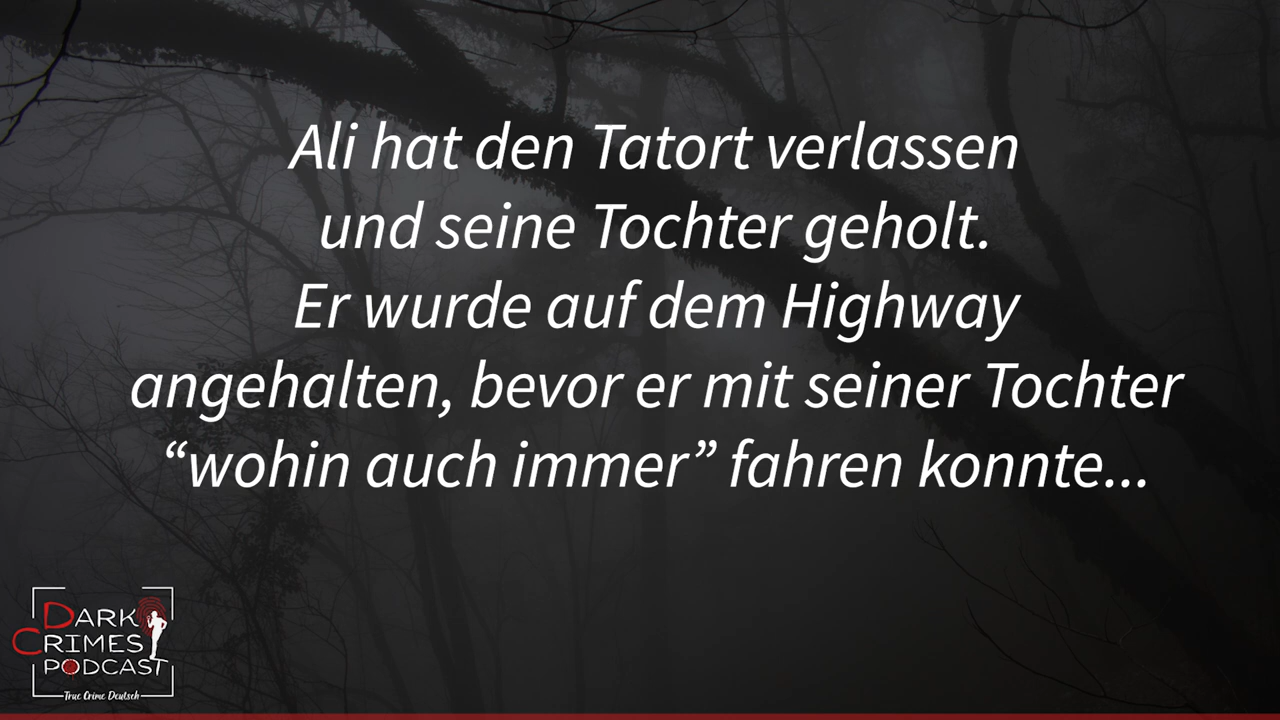 Ali hat den Tatort verlassen
und seine Tochter geholt.
Er wurde auf dem Highway
angehalten, bevor er mit seiner Tochter
“wohin auch immer” fahren konnte...
DARK
CRIMES
PODCAST
True Crime Deutsch